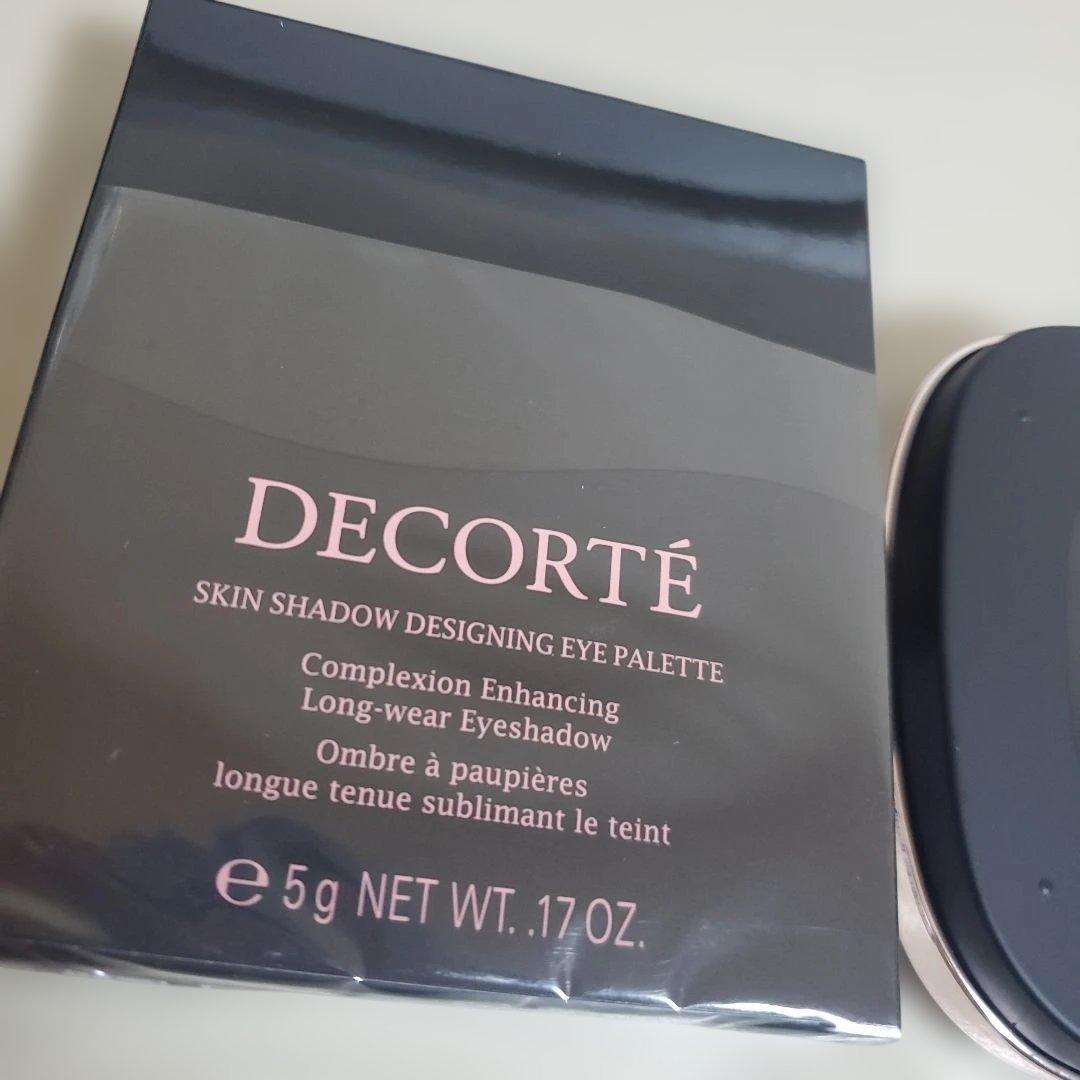 DECORTÉ
SKIN SHADOW DESIGNING EYE PALETTE
Complexion Enhancing
Long-wear Eyeshadow
Ombre à paupières
longue tenue sublimant le teint
℮ 5g NET WT. .17 OZ.